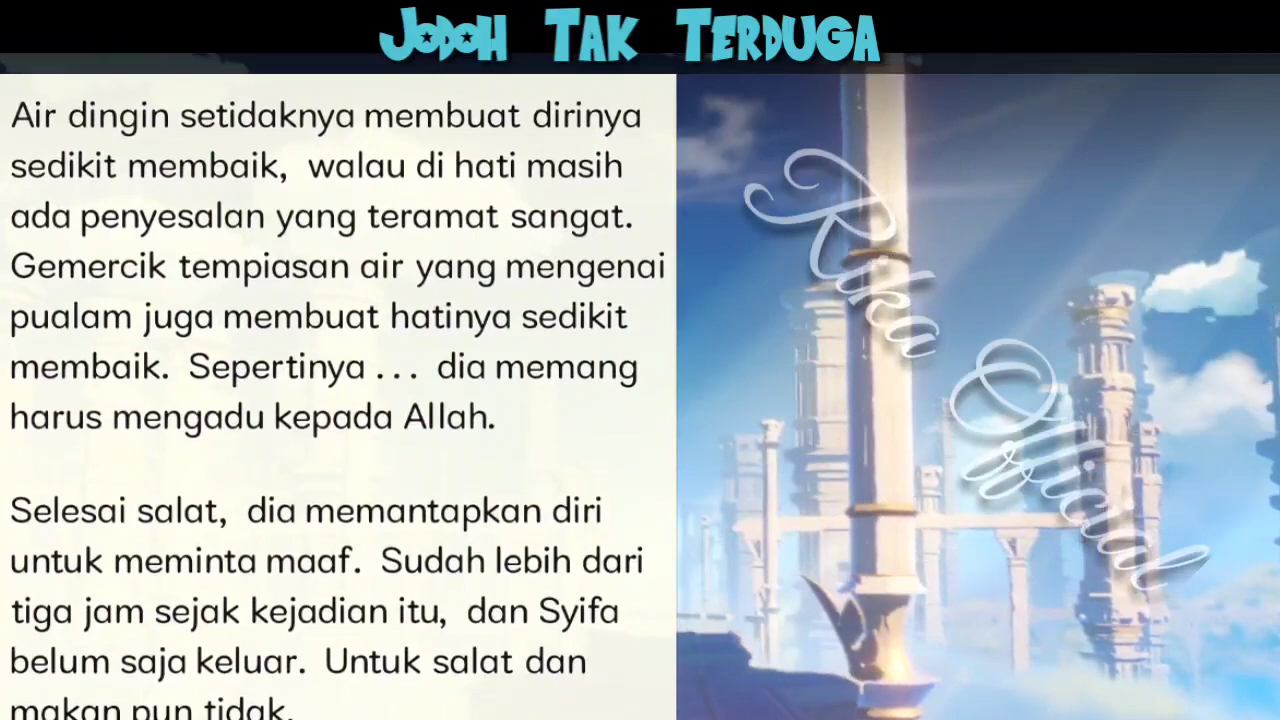 Jodoh Tak Terduga
Air dingin setidaknya membuat dirinya
sedikit membaik, walau di hati masih
ada penyesalan yang teramat sangat.
Gemercik tempiasan air yang mengenai
pualam juga membuat hatinya sedikit
membaik. Sepertinya . . . dia memang
harus mengadu kepada Allah.
Selesai salat, dia memantapkan diri
untuk meminta maaf. Sudah lebih dari
tiga jam sejak kejadian itu, dan Syifa
belum saja keluar. Untuk salat dan
makan pun tidak.
Rika Official